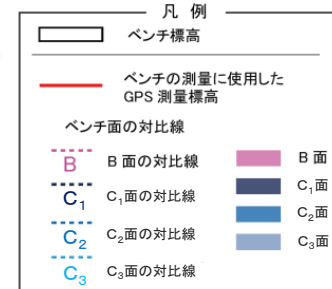 凡 例
ベンチ標高
ベンチの測量に使用した
GPS 測量標高
ベンチ面の対比線
B B 面の対比線 B 面
C₁ C₁面の対比線 C₁面
C₂ C₂面の対比線 C₂面
C₃ C₃面の対比線 C₃面